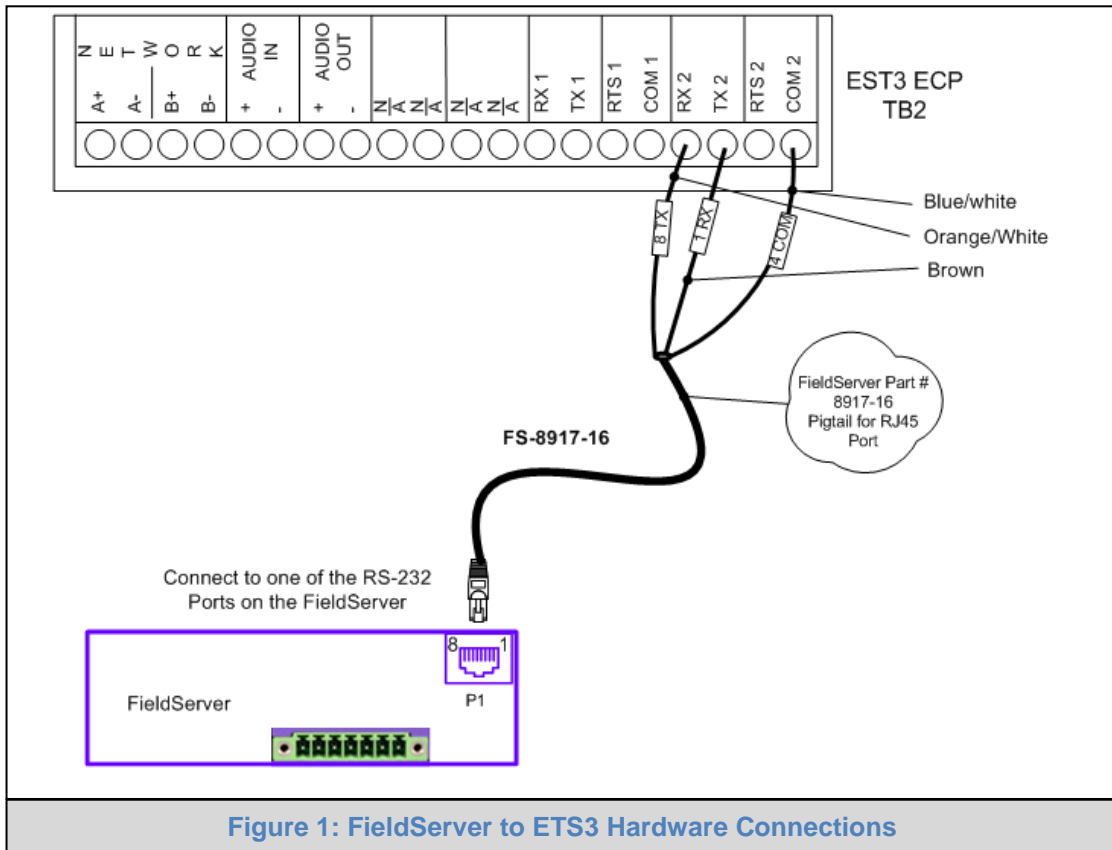 NETWORK
A+
A-
B+
B-
AUDIO
IN
+
-
AUDIO
OUT
+
-
N/A
N/A
N/A
N/A
RX 1
TX 1
RTS 1
COM 1
RX 2
TX 2
RTS 2
COM 2
EST3 ECP
TB2
8 TX
1 RX
4 COM
Blue/white
Orange/White
Brown
FieldServer Part #
8917-16
Pigtail for RJ45
Port
FS-8917-16
Connect to one of the RS-232
Ports on the FieldServer
8
1
P1
FieldServer
Figure 1: FieldServer to ETS3 Hardware Connections